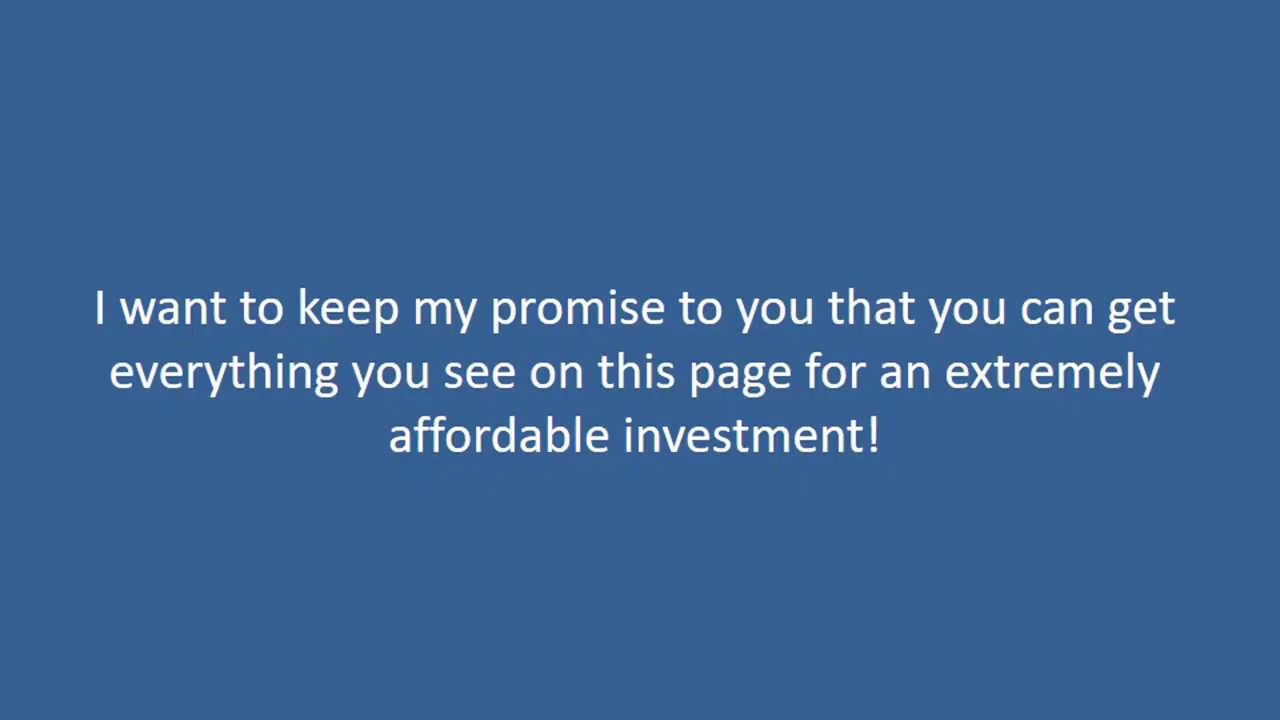 I want to keep my promise to you that you can get
everything you see on this page for an extremely
affordable investment!